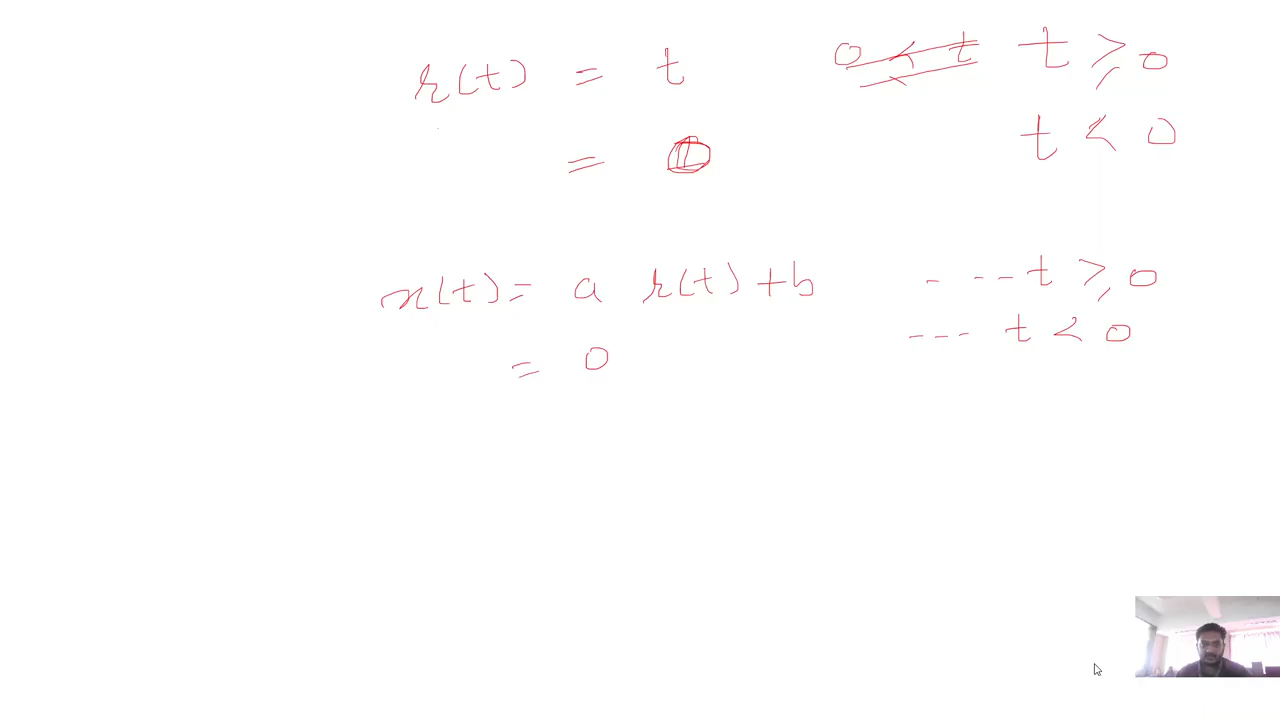 r(t) = t 0 < t t ≥ 0
= 0 t < 0
x(t) = a r(t) + b - --- t ≥ 0
= 0 --- t < 0